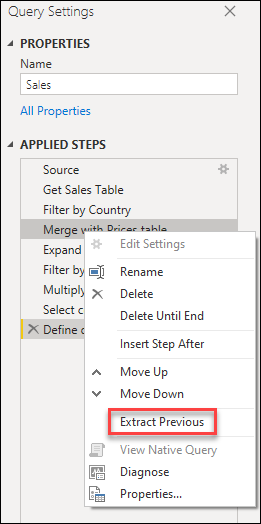 Query Settings
PROPERTIES
Name
Sales
All Properties
APPLIED STEPS
Source
Get Sales Table
Filter by Country
Merge with Prices table
Expand
Filter by
Multiply
Select c
Define c
Edit Settings
Rename
Delete
Delete Until End
Insert Step After
Move Up
Move Down
Extract Previous
View Native Query
Diagnose
Properties...